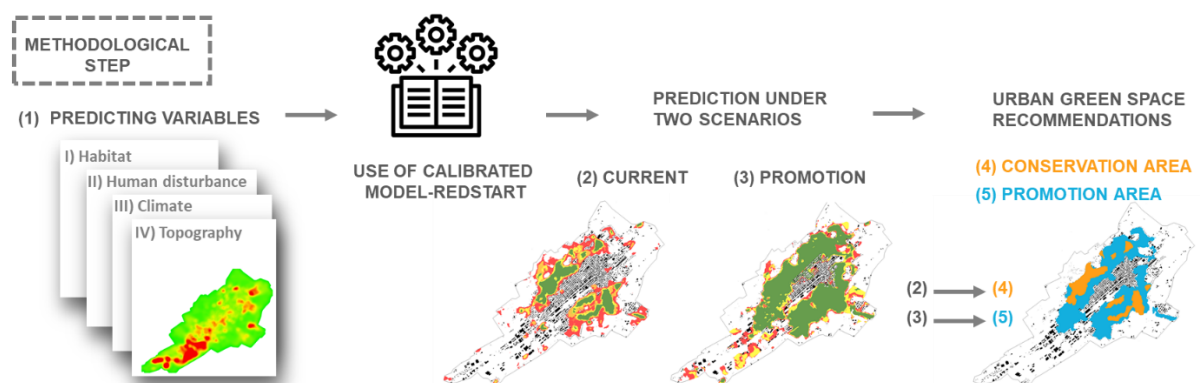 METHODOLOGICAL
STEP
(1) PREDICTING VARIABLES
I) Habitat
II) Human disturbance
III) Climate
IV) Topography
USE OF CALIBRATED
MODEL-REDSTART
PREDICTION UNDER
TWO SCENARIOS
(2) CURRENT
(3) PROMOTION
URBAN GREEN SPACE
RECOMMENDATIONS
(4) CONSERVATION AREA
(5) PROMOTION AREA
(2) (4)
(3) (5)